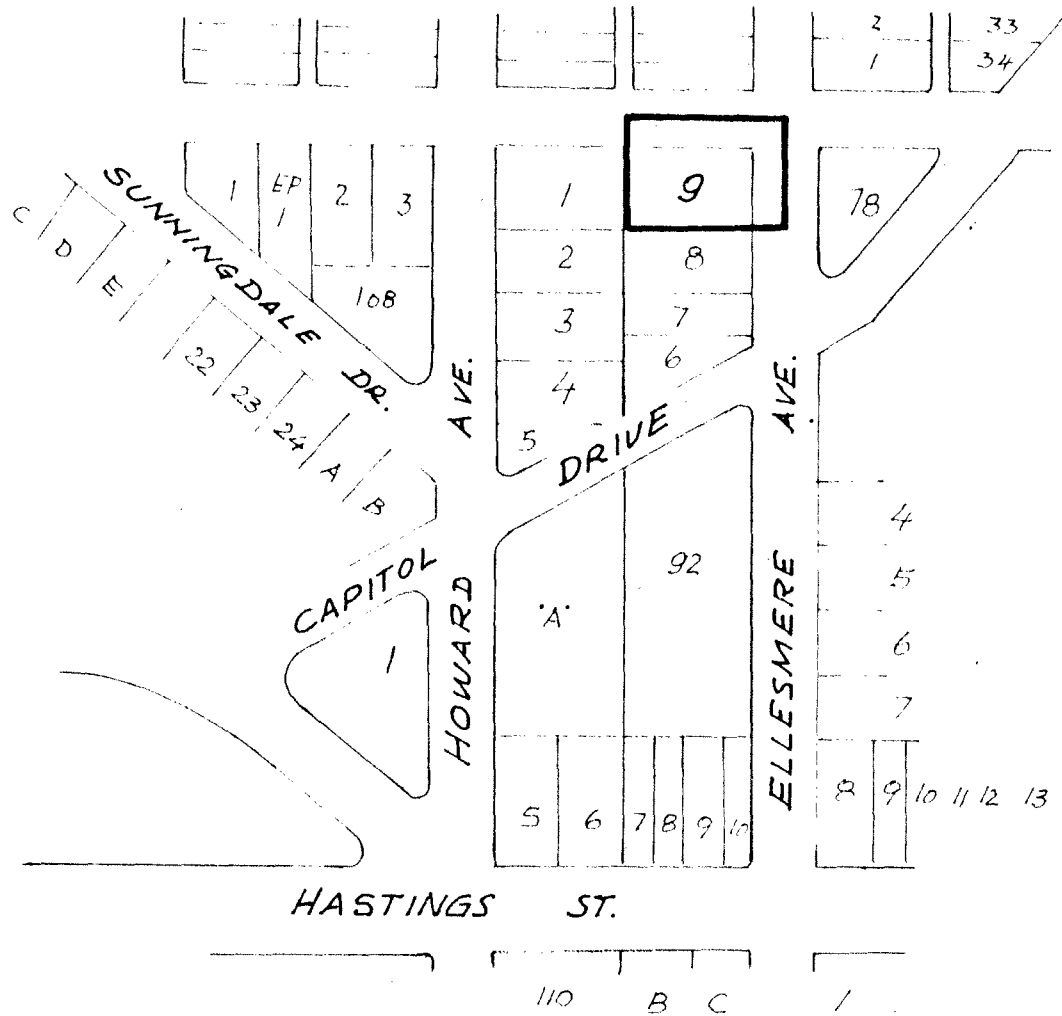 2 33
1 34
1 EP 1 2 3
108
1 9 78
2 8
3 7
4 6
5
SUNNINGDALE DR.
C D E
22 23 24 A B
AVE.
AVE.
CAPITOL DRIVE
HOWARD
ELLESMERE
"A" 92
1
4
5
6
7
5 6 7 8 9 10
8 9 10 11 12 13
HASTINGS ST.
110 B C 1